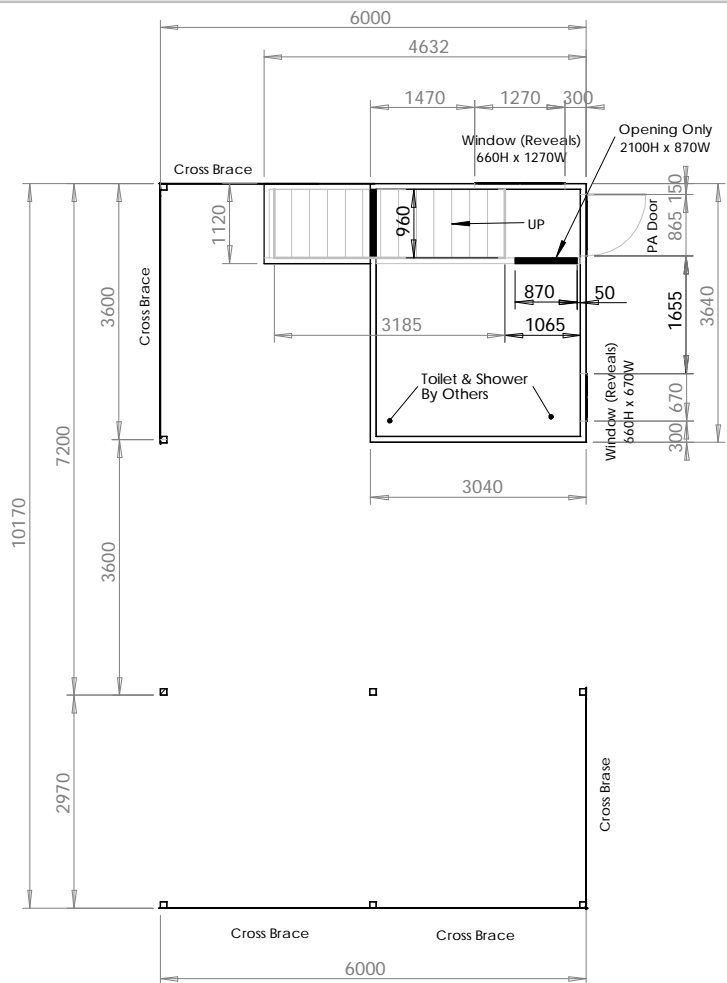 6000
4632
1470
1270
300
Opening Only
2100H x 870W
Window (Reveals)
660H x 1270W
Cross Brace
150
1120
960
UP
PA Door
865
3600
Cross Brace
870
50
1655
3640
3185
1065
Toilet & Shower
By Others
Window (Reveals)
660H x 670W
670
300
7200
3040
10170
3600
2970
Cross Brase
Cross Brace
Cross Brace
6000